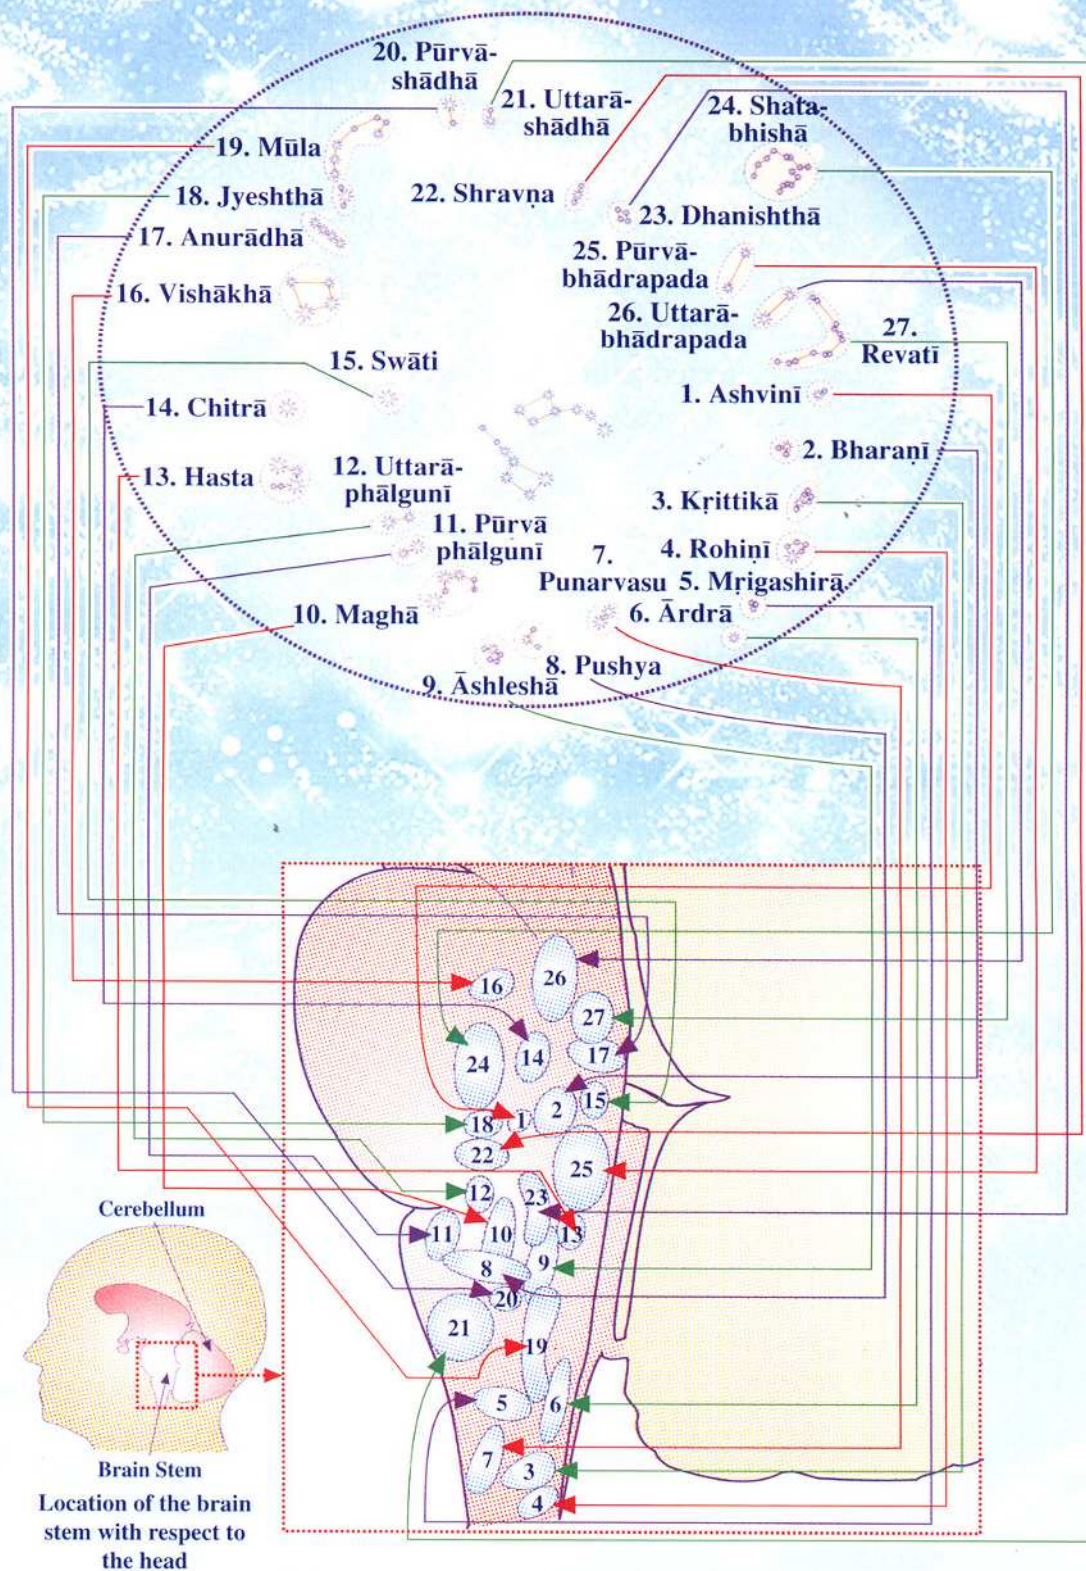 20. Pūrvā-
shādhā
21. Uttarā-
shādhā
24. Shata-
bhishā
19. Mūla
18. Jyeshthā
22. Shravṇa
23. Dhanishthā
17. Anurādhā
25. Pūrvā-
bhādrapada
16. Vishākhā
26. Uttarā-
bhādrapada
27.
Revatī
15. Swāti
1. Ashvinī
14. Chitrā
2. Bharaṇī
13. Hasta
12. Uttarā-
phālgunī
3. Kṛittikā
11. Pūrvā
phālgunī
4. Rohiṇī
7.
Punarvasu
5. Mṛigashirā
10. Maghā
6. Ārdrā
8. Pushya
9. Āshleshā
26
16
27
14
17
24
15
1
2
18
22
25
12
23
11
10
13
8
9
20
21
19
5
6
7
3
4
Cerebellum
Brain Stem
Location of the brain
stem with respect to
the head